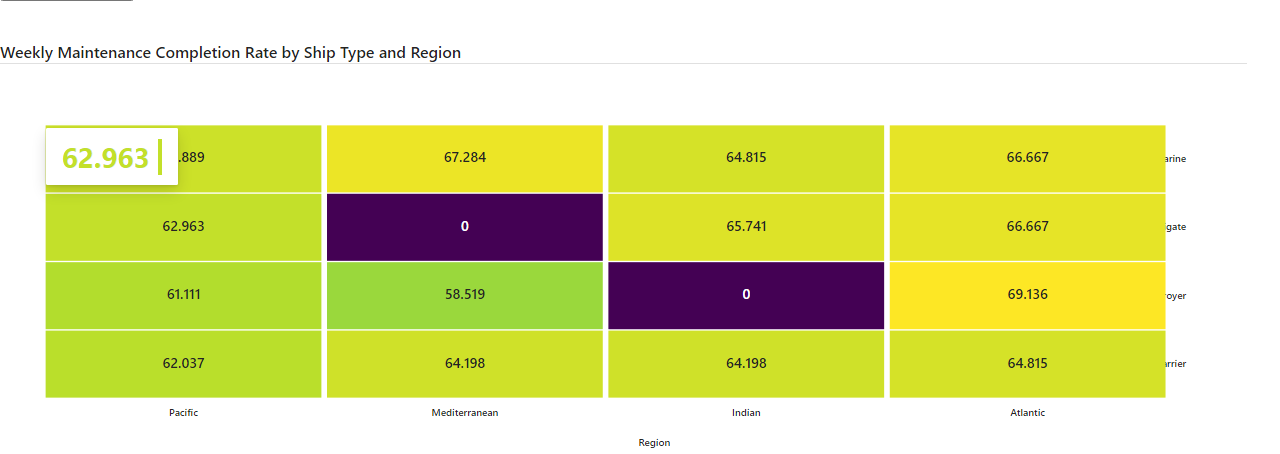 Weekly Maintenance Completion Rate by Ship Type and Region
62.963
.889 67.284 64.815 66.667 arine
62.963 0 65.741 66.667 gate
61.111 58.519 0 69.136 royer
62.037 64.198 64.198 64.815 arrier
Pacific Mediterranean Indian Atlantic
Region